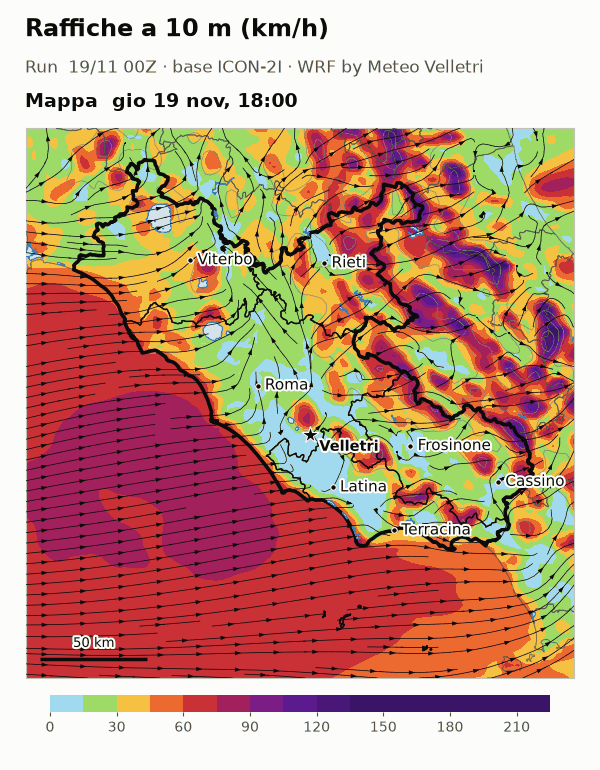 Raffiche a 10 m (km/h)
Run  19/11 00Z · base ICON-2I · WRF by Meteo Velletri
Mappa  gio 19 nov, 18:00
Viterbo
Rieti
Roma
Velletri
Frosinone
Latina
Cassino
Terracina
50 km
0 30 60 90 120 150 180 210